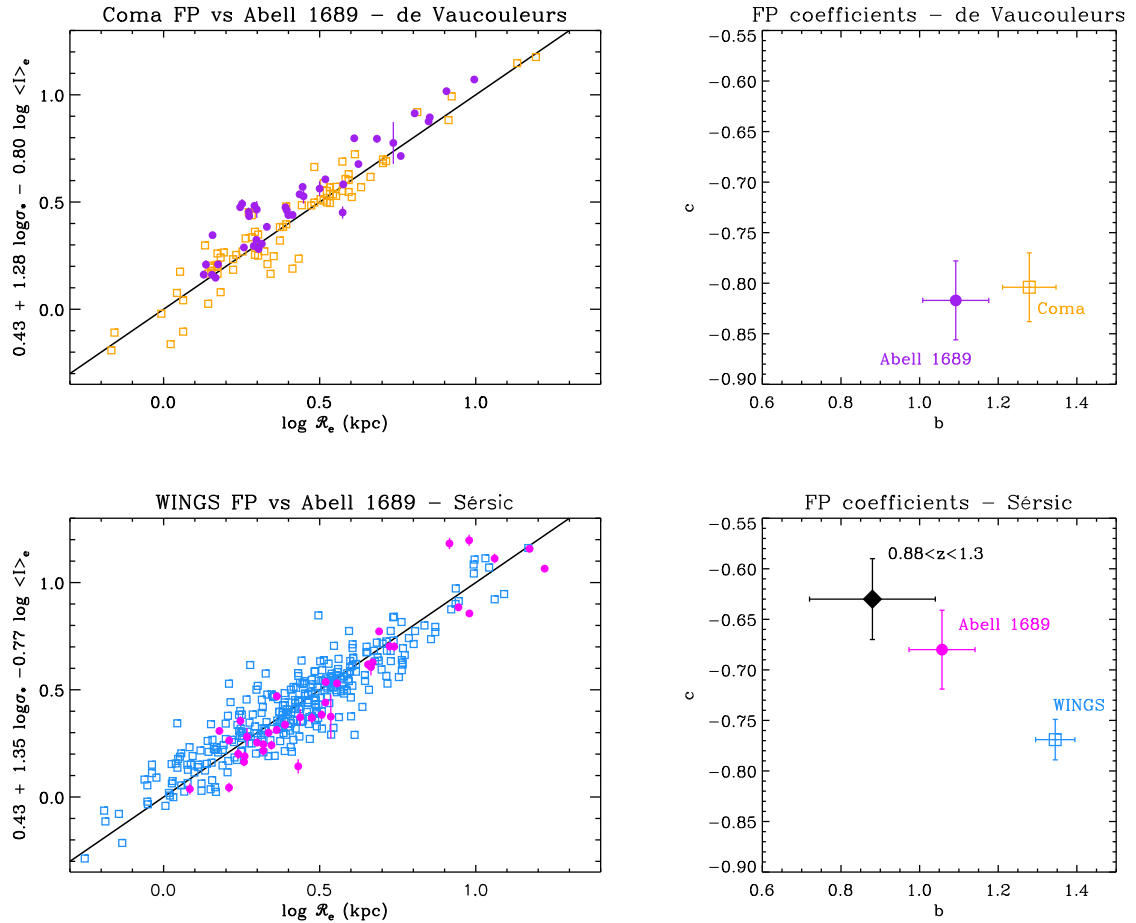 Coma FP vs Abell 1689 − de Vaucouleurs
0.43 + 1.28 logσ• − 0.80 log <I>e
1.0
0.5
0.0
0.0 0.5 1.0
log ℛe (kpc)
FP coefficients − de Vaucouleurs
c
−0.55
−0.60
−0.65
−0.70
−0.75
−0.80
−0.85
−0.90
Coma
Abell 1689
0.6 0.8 1.0 1.2 1.4
b
WINGS FP vs Abell 1689 − Sérsic
0.43 + 1.35 logσ• −0.77 log <I>e
1.0
0.5
0.0
0.0 0.5 1.0
log ℛe (kpc)
FP coefficients − Sérsic
c
−0.55
−0.60
−0.65
−0.70
−0.75
−0.80
−0.85
−0.90
0.88<z<1.3
Abell 1689
WINGS
0.6 0.8 1.0 1.2 1.4
b